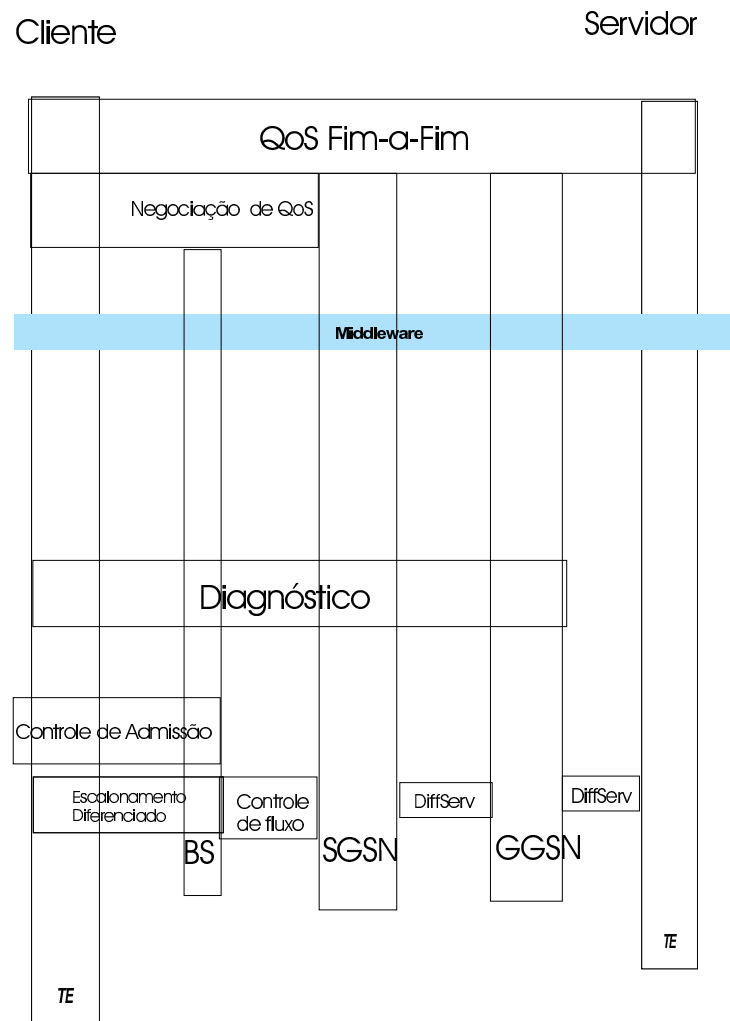 Cliente
Servidor
QoS Fim-a-Fim
Negociação de QoS
Middleware
Diagnóstico
Controle de Admissão
Escalonamento
Diferenciado
Controle
de fluxo
DiffServ
DiffServ
BS
SGSN
GGSN
TE
TE